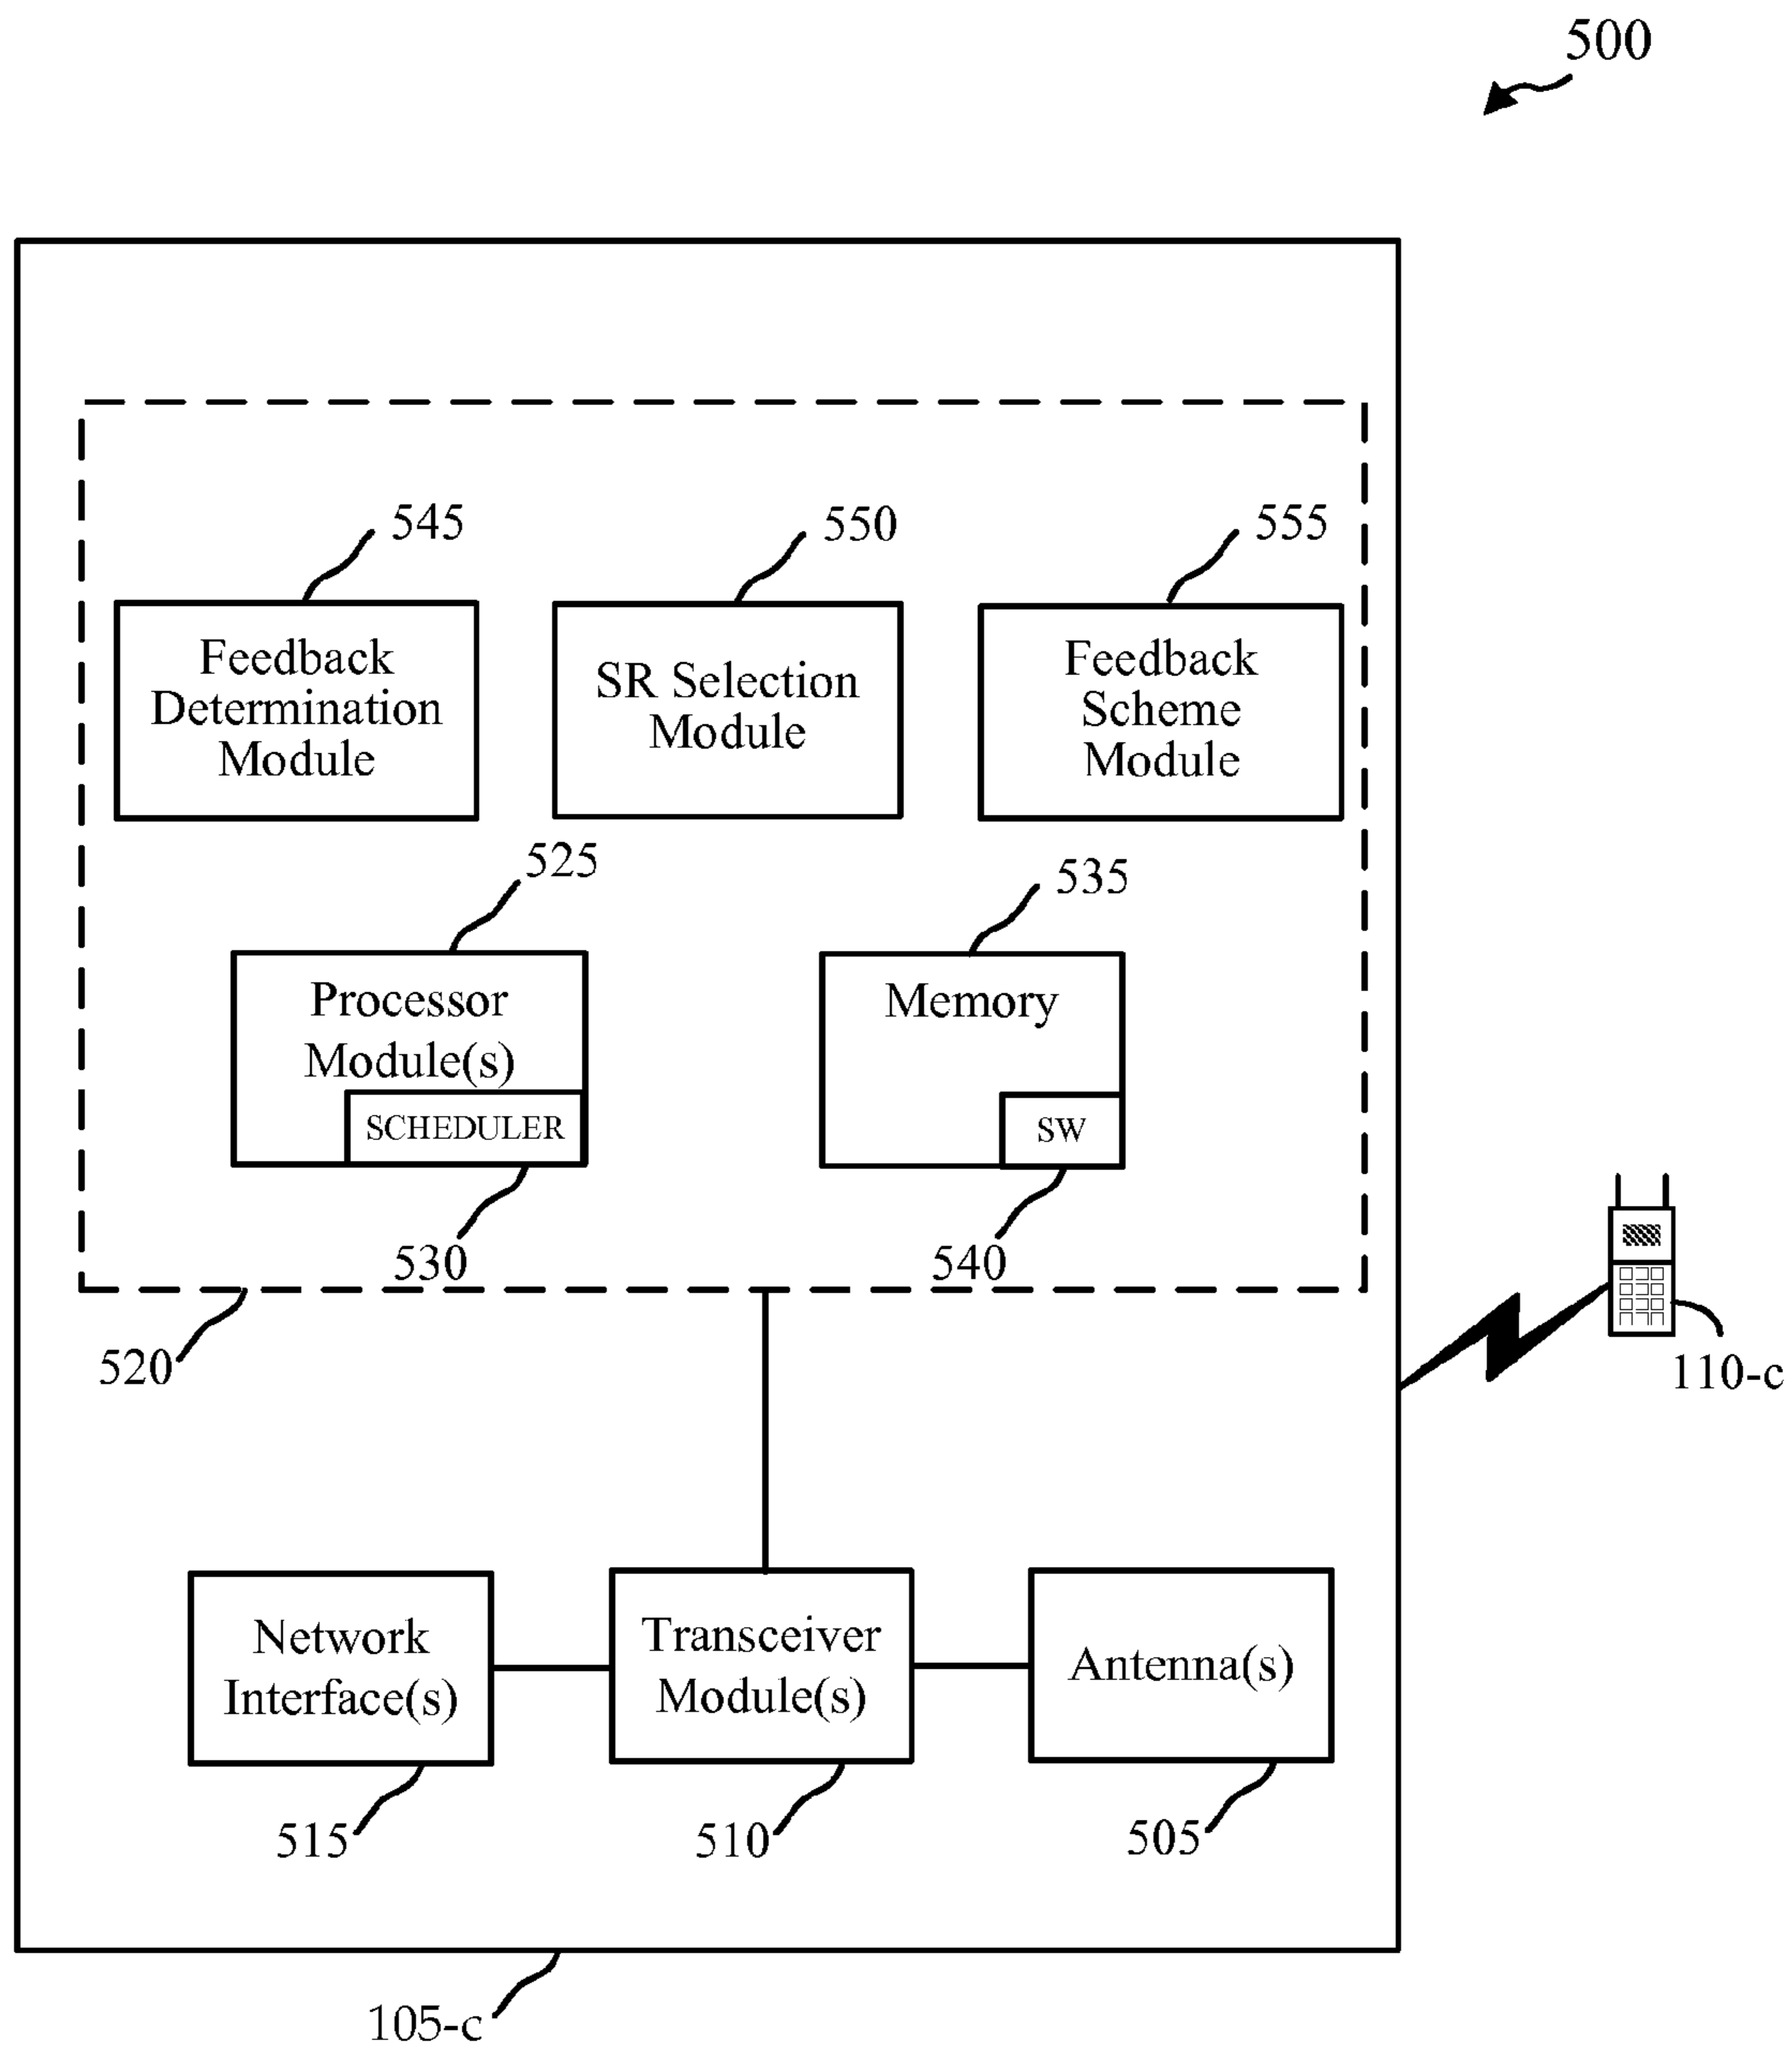 500
545
550
555
Feedback
Determination
Module
SR Selection
Module
Feedback
Scheme
Module
525
535
Processor
Module(s)
SCHEDULER
Memory
SW
530
540
520
110-c
Network
Interface(s)
Transceiver
Module(s)
Antenna(s)
515
510
505
105-c